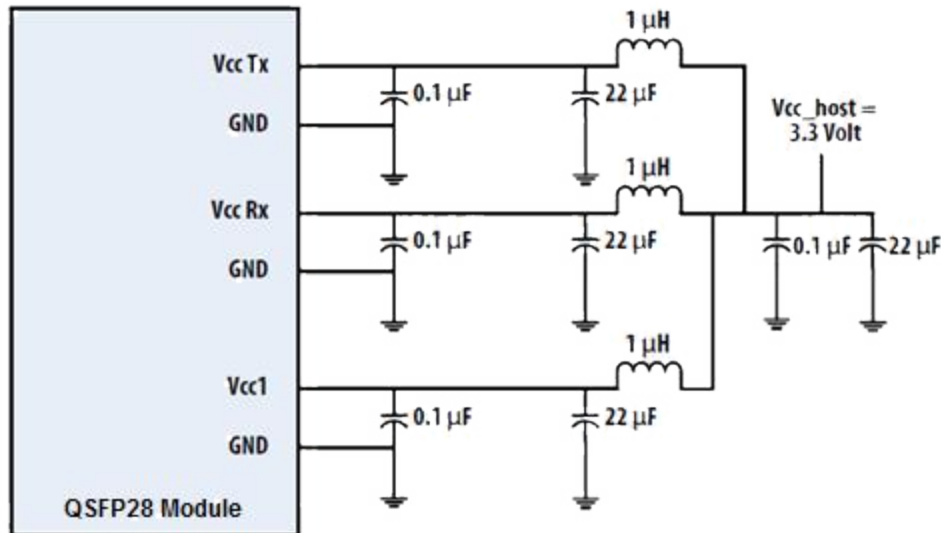 1 μH
Vcc Tx
0.1 μF
22 μF
GND
Vcc_host =
3.3 Volt
1 μH
Vcc Rx
0.1 μF
22 μF
0.1 μF
22 μF
GND
1 μH
Vcc1
0.1 μF
22 μF
GND
QSFP28 Module